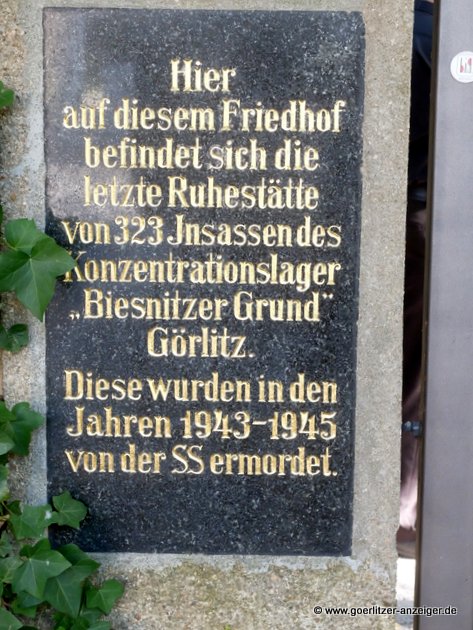 Hier
auf diesem Friedhof
befindet sich die
letzte Ruhestätte
von 323 Jnsassen des
Konzentrationslager
„Biesnitzer Grund"
Görlitz.
Diese wurden in den
Jahren 1943-1945
von der SS ermordet.
© www.goerlitzer-anzeiger.de